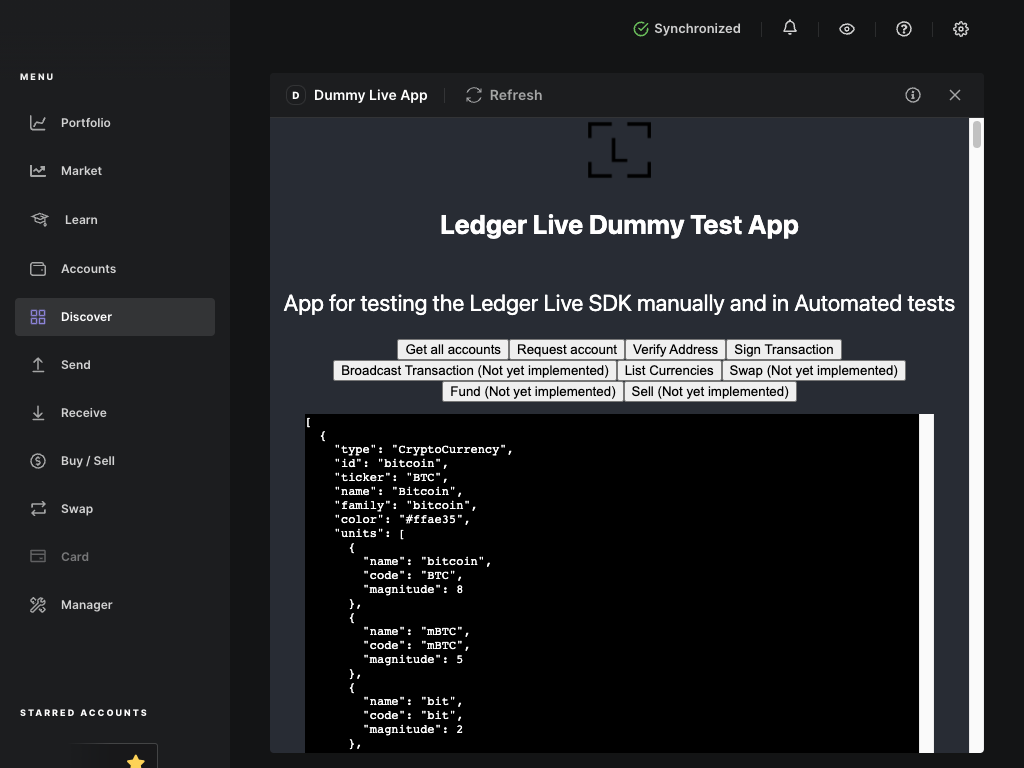 Synchronized
MENU
Portfolio
Market
Learn
Accounts
Discover
Send
Receive
Buy / Sell
Swap
Card
Manager
STARRED ACCOUNTS
D Dummy Live App Refresh
L
Ledger Live Dummy Test App
App for testing the Ledger Live SDK manually and in Automated tests
Get all accounts Request account Verify Address Sign Transaction
Broadcast Transaction (Not yet implemented) List Currencies Swap (Not yet implemented)
Fund (Not yet implemented) Sell (Not yet implemented)
[
{
"type": "CryptoCurrency",
"id": "bitcoin",
"ticker": "BTC",
"name": "Bitcoin",
"family": "bitcoin",
"color": "#ffae35",
"units": [
{
"name": "bitcoin",
"code": "BTC",
"magnitude": 8
},
{
"name": "mBTC",
"code": "mBTC",
"magnitude": 5
},
{
"name": "bit",
"code": "bit",
"magnitude": 2
},